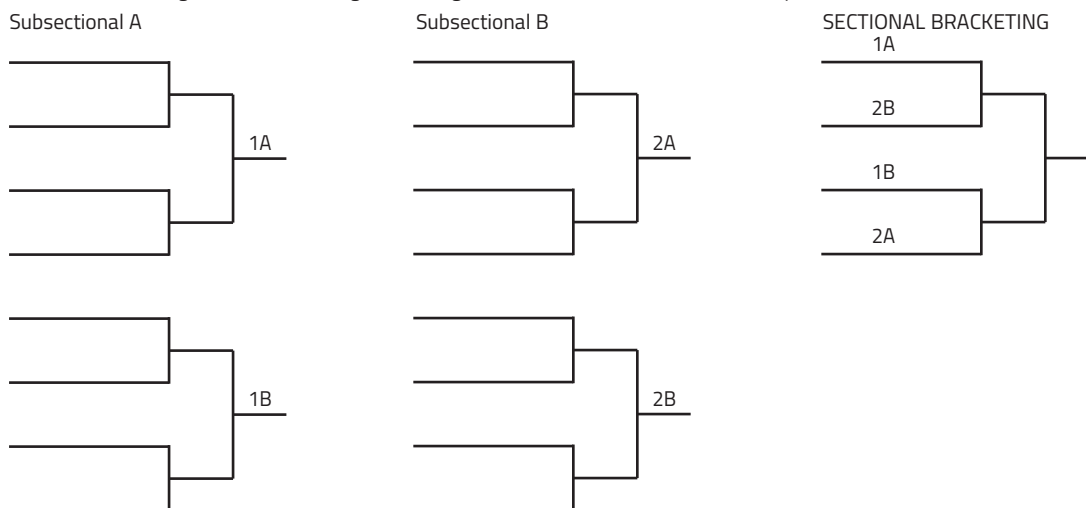 Subsectional A
Subsectional B
SECTIONAL BRACKETING
1A
2B
1A
2A
1B
2A
1B
2B